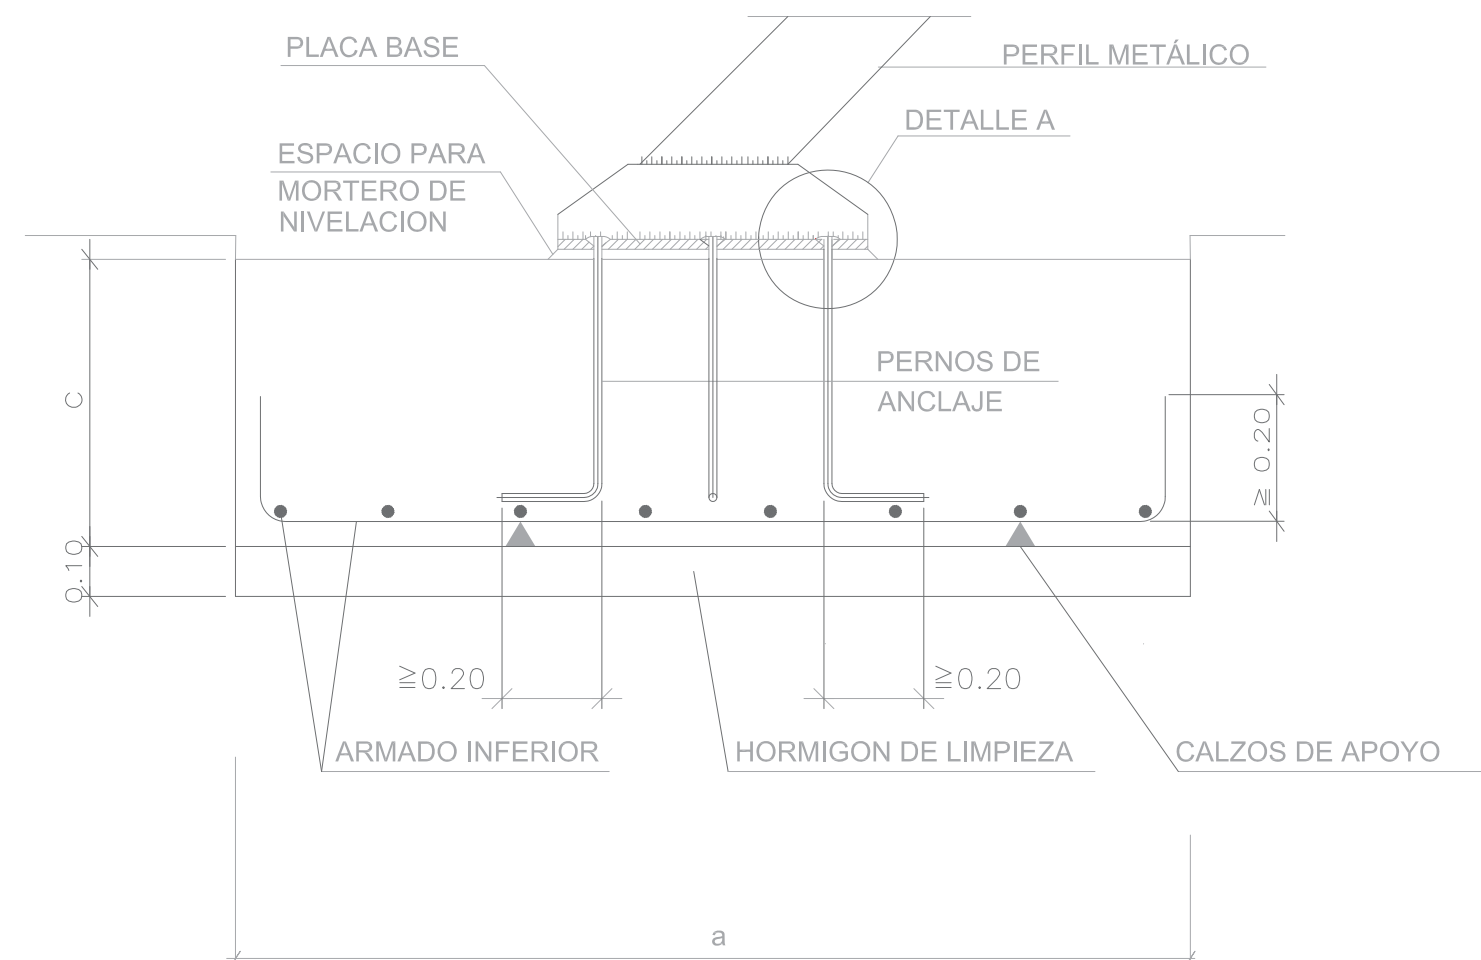 PLACA BASE
PERFIL METÁLICO
DETALLE A
ESPACIO PARA
MORTERO DE
NIVELACION
PERNOS DE
ANCLAJE
C
≧ 0.20
0.10
≧0.20
≧0.20
ARMADO INFERIOR
HORMIGON DE LIMPIEZA
CALZOS DE APOYO
a